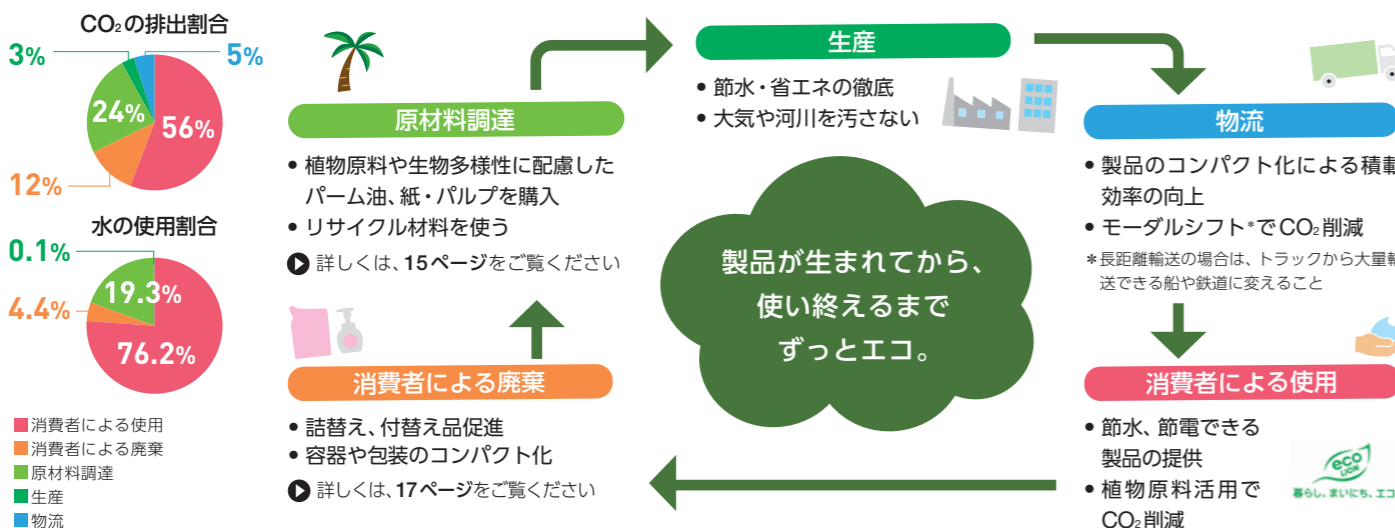 CO₂の排出割合
3%
5%
24%
56%
12%
水の使用割合
0.1%
19.3%
4.4%
76.2%
消費者による使用
消費者による廃棄
原材料調達
生産
物流
原材料調達
• 植物原料や生物多様性に配慮した
パーム油、紙・パルプを購入
• リサイクル材料を使う
詳しくは、15ページをご覧ください
生産
• 節水・省エネの徹底
• 大気や河川を汚さない
物流
• 製品のコンパクト化による積載
効率の向上
• モーダルシフト*でCO₂削減
*長距離輸送の場合は、トラックから大量輸
送できる船や鉄道に変えること
製品が生まれてから、
使い終えるまで
ずっとエコ。
消費者による使用
• 節水、節電できる
製品の提供
• 植物原料活用で
CO₂削減
eco
LION
暮らし、まいにち、エコ
消費者による廃棄
• 詰替え、付替え品促進
• 容器や包装のコンパクト化
詳しくは、17ページをご覧ください